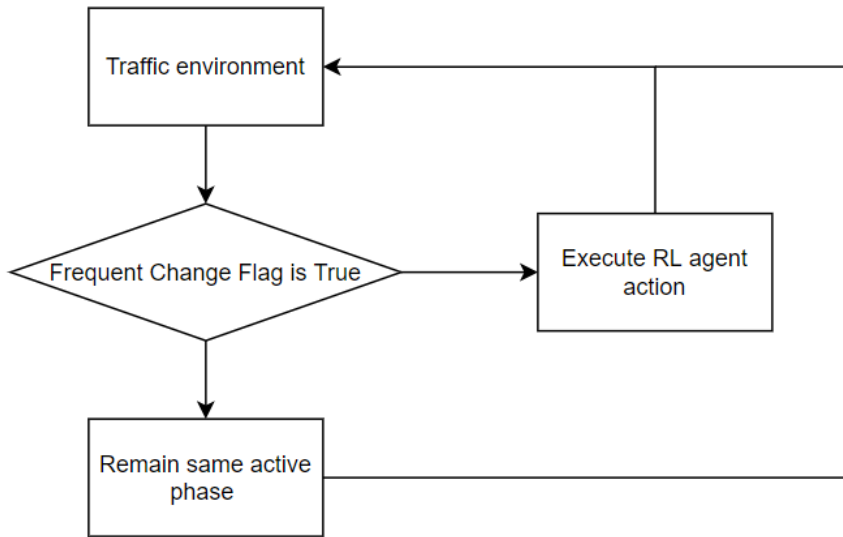 Traffic environment
Frequent Change Flag is True
Execute RL agent
action
Remain same active
phase